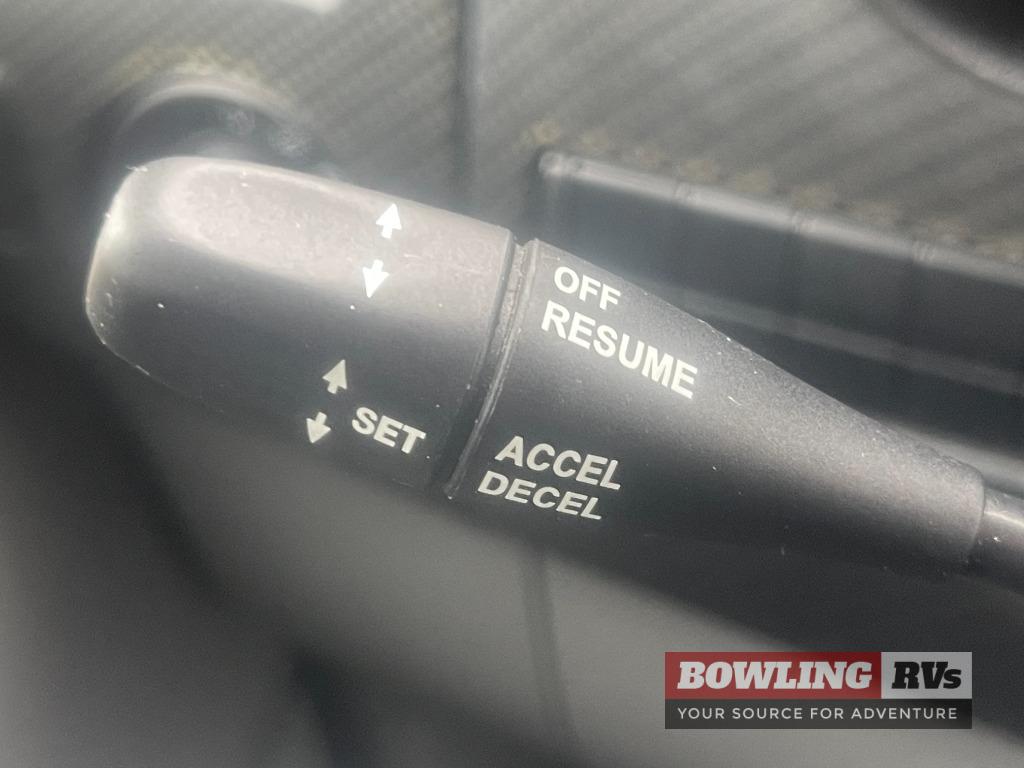 OFF
RESUME
SET
ACCEL
DECEL
BOWLING RVs
YOUR SOURCE FOR ADVENTURE